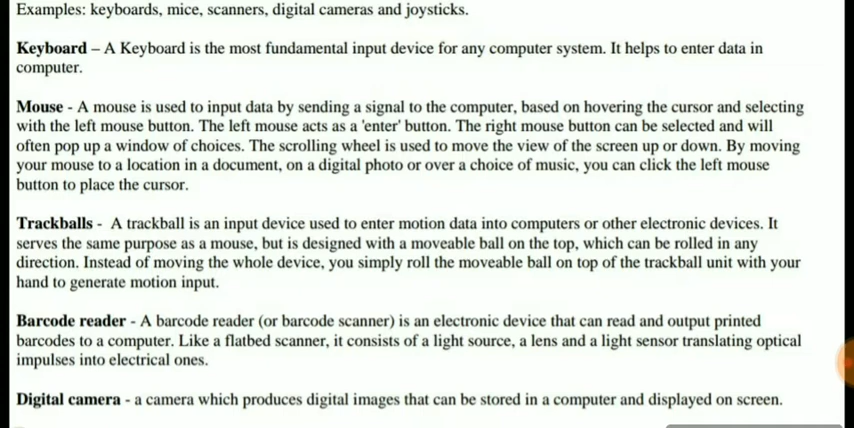 Examples: keyboards, mice, scanners, digital cameras and joysticks.
Keyboard – A Keyboard is the most fundamental input device for any computer system. It helps to enter data in
computer.
Mouse - A mouse is used to input data by sending a signal to the computer, based on hovering the cursor and selecting
with the left mouse button. The left mouse acts as a 'enter' button. The right mouse button can be selected and will
often pop up a window of choices. The scrolling wheel is used to move the view of the screen up or down. By moving
your mouse to a location in a document, on a digital photo or over a choice of music, you can click the left mouse
button to place the cursor.
Trackballs - A trackball is an input device used to enter motion data into computers or other electronic devices. It
serves the same purpose as a mouse, but is designed with a moveable ball on the top, which can be rolled in any
direction. Instead of moving the whole device, you simply roll the moveable ball on top of the trackball unit with your
hand to generate motion input.
Barcode reader - A barcode reader (or barcode scanner) is an electronic device that can read and output printed
barcodes to a computer. Like a flatbed scanner, it consists of a light source, a lens and a light sensor translating optical
impulses into electrical ones.
Digital camera - a camera which produces digital images that can be stored in a computer and displayed on screen.